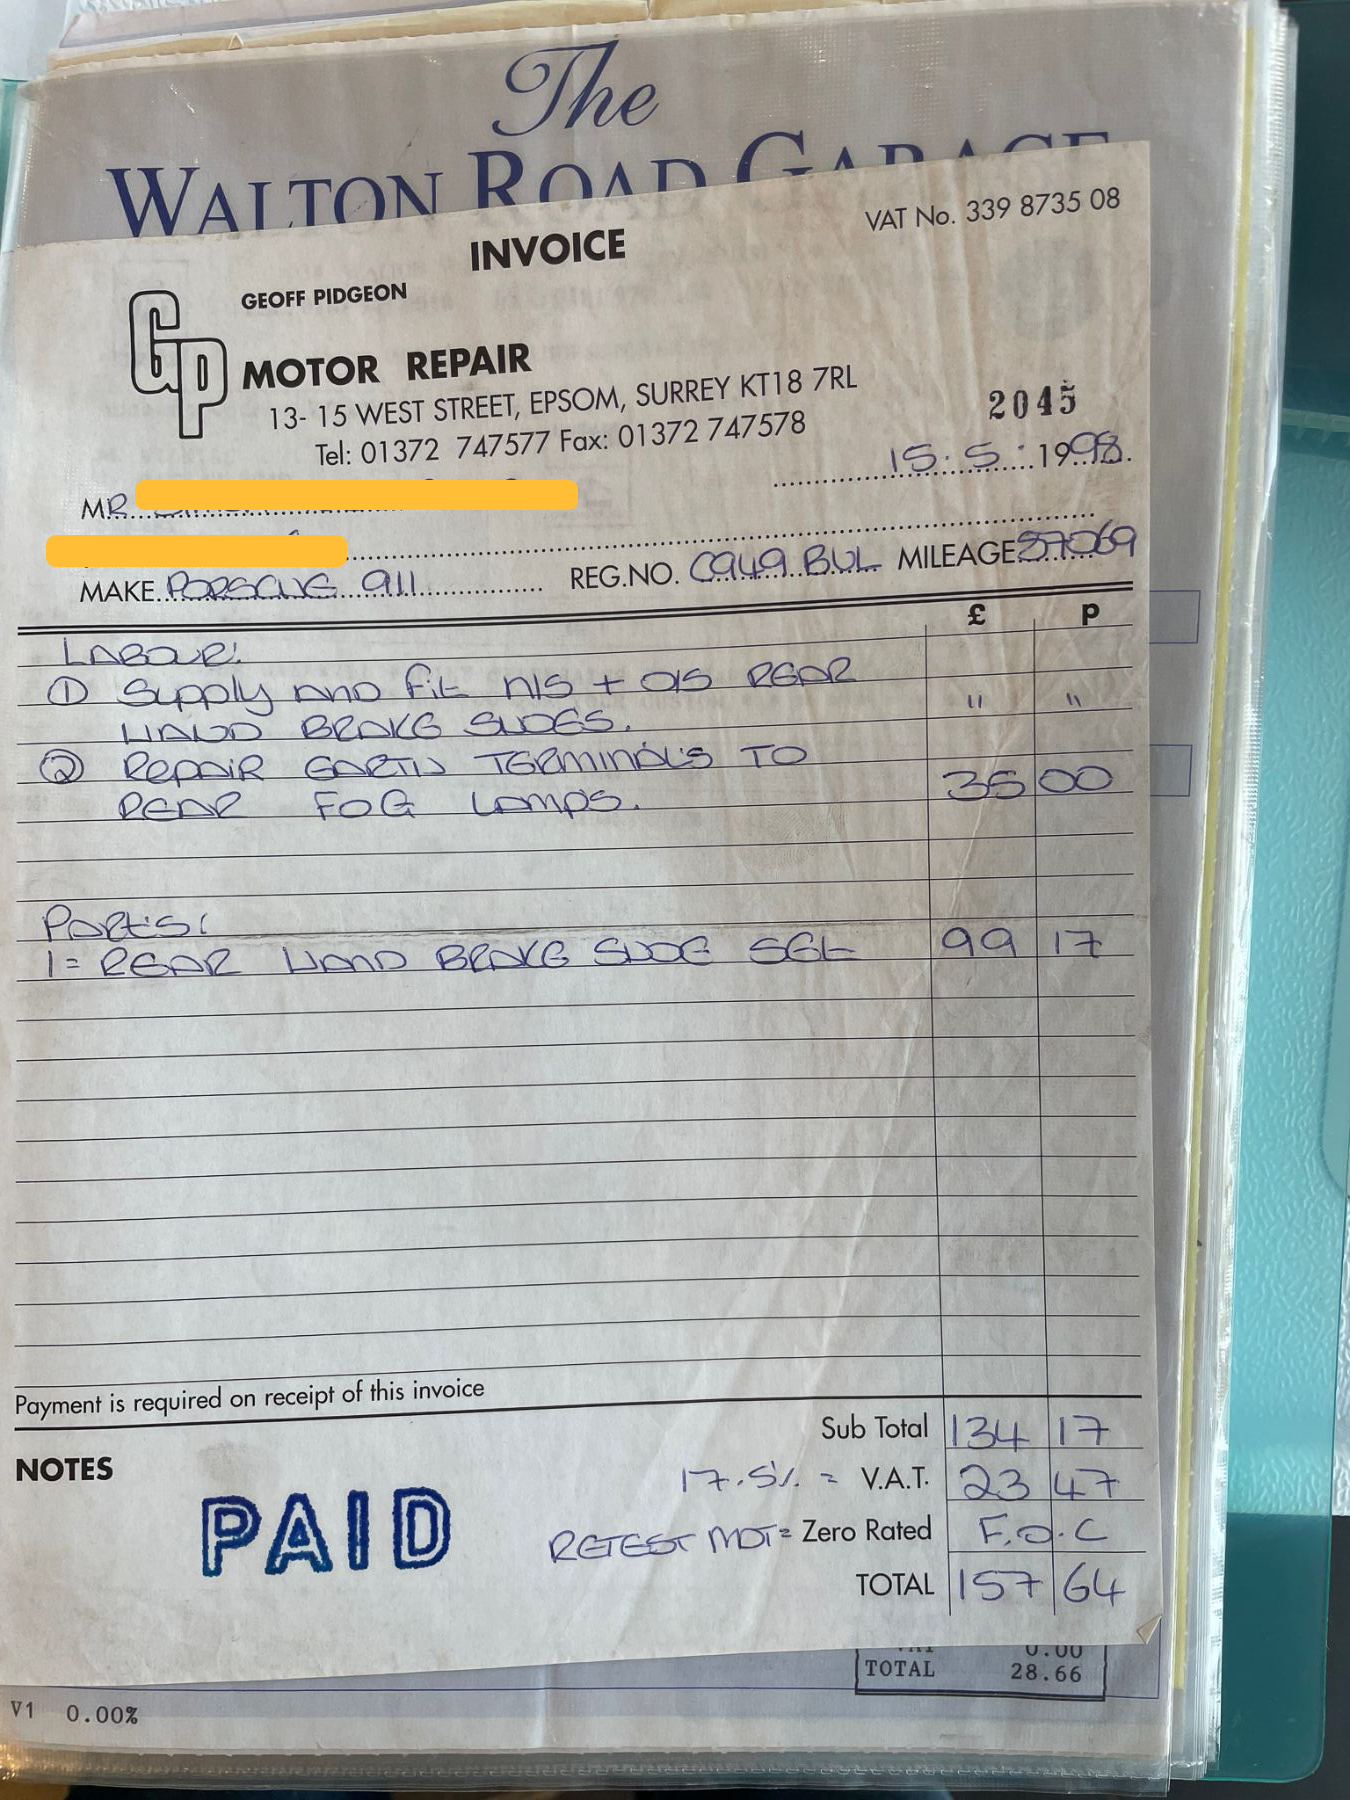 The
WALTON ROAD GARAGE
INVOICE
VAT No. 339 8735 08
GP
GEOFF PIDGEON
MOTOR REPAIR
13- 15 WEST STREET, EPSOM, SURREY KT18 7RL
Tel: 01372 747577 Fax: 01372 747578
2045
15.5.1998.
MR
MAKE PORSCHE 911 REG.NO. C949 BUL MILEAGE 57069
£ p
LABOUR:
① Supply AND Fit N/S + O/S REAR " "
HAND BRAKE SHOES.
② Repair EARTH TERMINALS TO
REAR FOG LAMPS. 35 00
PARTS:
1 = REAR HAND BRAKE SHOE SET 99 17
Payment is required on receipt of this invoice
Sub Total 134 17
NOTES
17.5% = V.A.T. 23 47
PAID
RETEST MOT = Zero Rated F.O.C
TOTAL 157 64
VAT 0.00
TOTAL 28.66
V1 0.00%